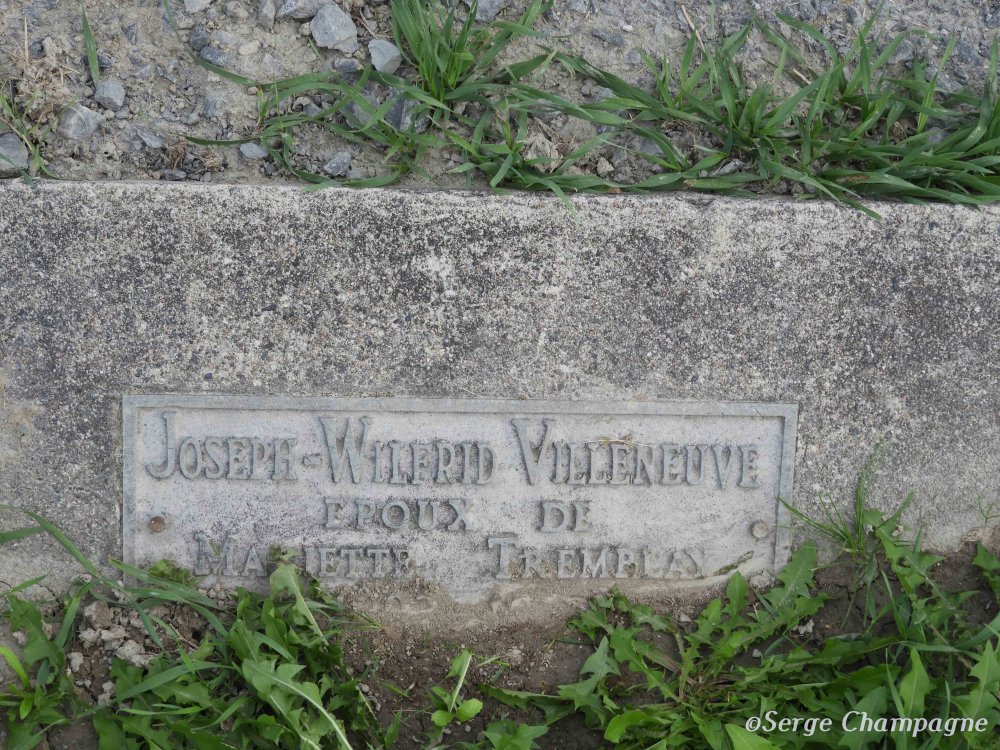 JOSEPH-WILFRID VILLENEUVE
EPOUX DE
MARIETTE TREMBLAY
©Serge Champagne